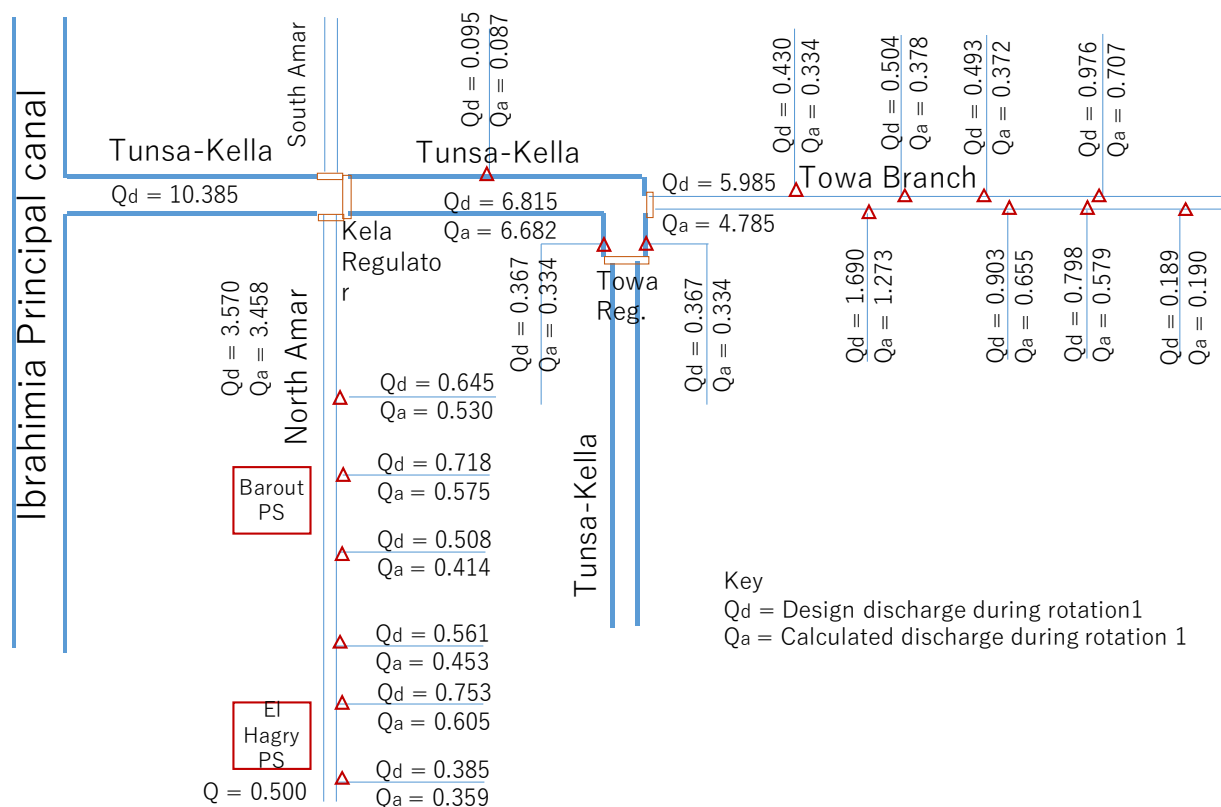 Ibrahimia Principal canal
South Amar
Tunsa-Kella
Qd = 10.385
Qd = 0.095
Qa = 0.087
Tunsa-Kella
Qd = 6.815
Qa = 6.682
Kela
Regulato
r
Qd = 5.985
Qa = 4.785
Towa Branch
Qd = 0.430
Qa = 0.334
Qd = 0.504
Qa = 0.378
Qd = 0.493
Qa = 0.372
Qd = 0.976
Qa = 0.707
Qd = 1.690
Qa = 1.273
Qd = 0.903
Qa = 0.655
Qd = 0.798
Qa = 0.579
Qd = 0.189
Qa = 0.190
Towa
Reg.
Qd = 0.367
Qa = 0.334
Qd = 0.367
Qa = 0.334
Tunsa-Kella
Qd = 3.570
Qa = 3.458
North Amar
Qd = 0.645
Qa = 0.530
Barout
PS
Qd = 0.718
Qa = 0.575
Qd = 0.508
Qa = 0.414
Qd = 0.561
Qa = 0.453
El
Hagry
PS
Qd = 0.753
Qa = 0.605
Qd = 0.385
Qa = 0.359
Q = 0.500
Key
Qd = Design discharge during rotation1
Qa = Calculated discharge during rotation 1